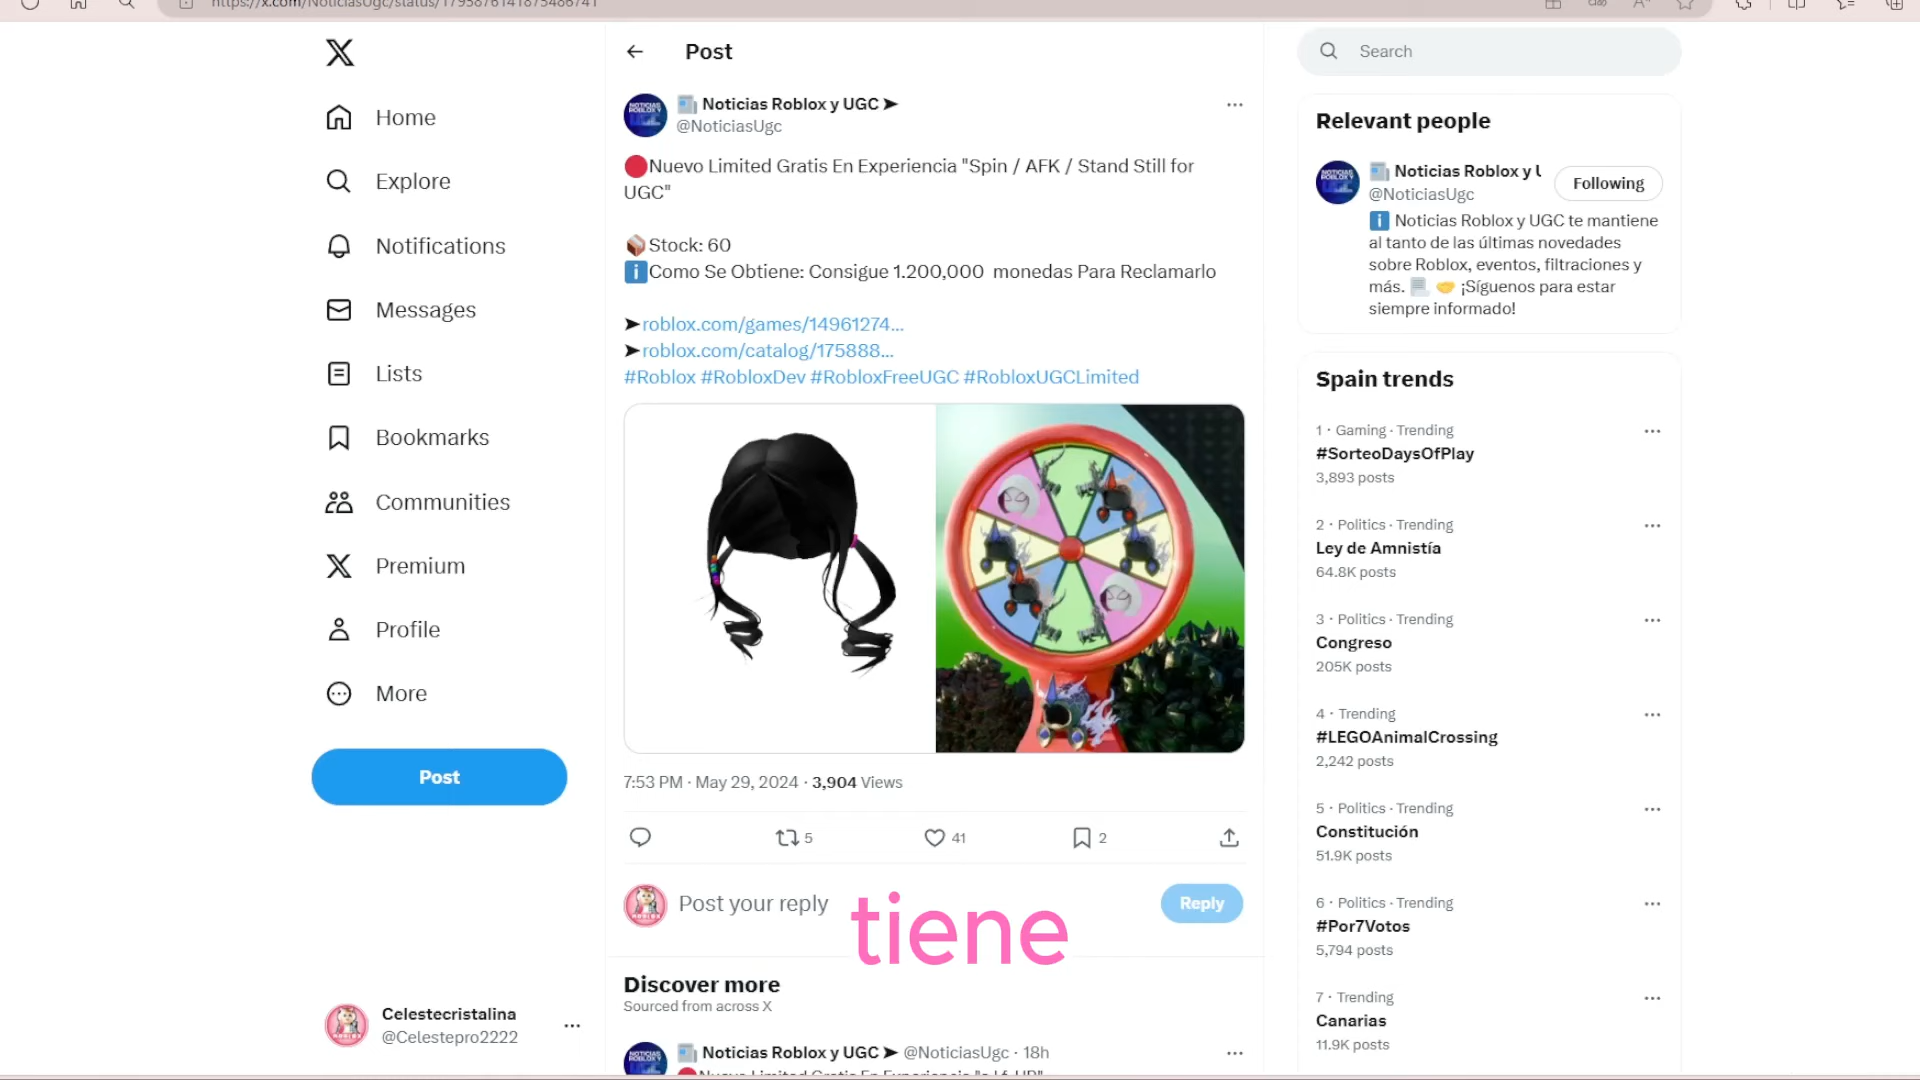 https://x.com/NoticiasUgc/status/1795876141875486741
Home
Explore
Notifications
Messages
Lists
Bookmarks
Communities
Premium
Profile
More
Post
Celestecristalina
@Celestepro2222
Post
Noticias Roblox y UGC ➤
@NoticiasUgc
🔴Nuevo Limited Gratis En Experiencia "Spin / AFK / Stand Still for
UGC"
📦Stock: 60
ℹ️Como Se Obtiene: Consigue 1.200,000 monedas Para Reclamarlo
➤roblox.com/games/14961274...
➤roblox.com/catalog/175888...
#Roblox #RobloxDev #RobloxFreeUGC #RobloxUGCLimited
7:53 PM · May 29, 2024 · 3,904 Views
5
41
2
Post your reply
Reply
tiene
Discover more
Sourced from across X
Noticias Roblox y UGC ➤ @NoticiasUgc · 18h
Search
Relevant people
Noticias Roblox y U
@NoticiasUgc
Following
ℹ️ Noticias Roblox y UGC te mantiene
al tanto de las últimas novedades
sobre Roblox, eventos, filtraciones y
más. 📃 🤝 ¡Síguenos para estar
siempre informado!
Spain trends
1 · Gaming · Trending
#SorteoDaysOfPlay
3,893 posts
2 · Politics · Trending
Ley de Amnistía
64.8K posts
3 · Politics · Trending
Congreso
205K posts
4 · Trending
#LEGOAnimalCrossing
2,242 posts
5 · Politics · Trending
Constitución
51.9K posts
6 · Politics · Trending
#Por7Votos
5,794 posts
7 · Trending
Canarias
11.9K posts